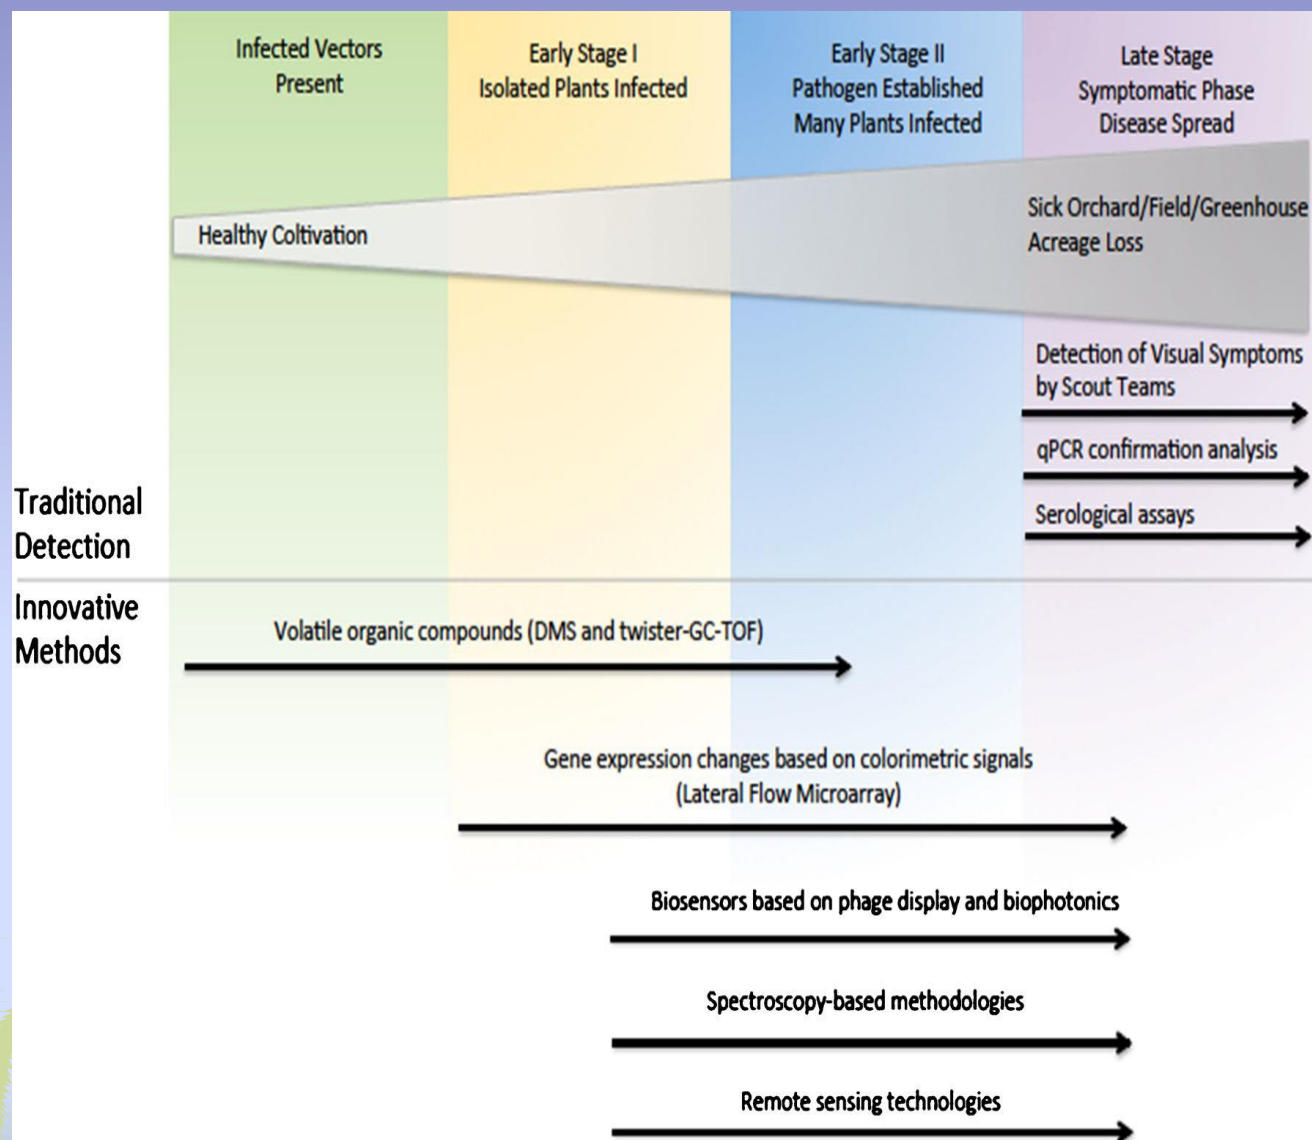 Infected Vectors
Present
Early Stage I
Isolated Plants Infected
Early Stage II
Pathogen Established
Many Plants Infected
Late Stage
Symptomatic Phase
Disease Spread
Healthy Coltivation
Sick Orchard/Field/Greenhouse
Acreage Loss
Detection of Visual Symptoms
by Scout Teams
qPCR confirmation analysis
Serological assays
Traditional
Detection
Innovative
Methods
Volatile organic compounds (DMS and twister-GC-TOF)
Gene expression changes based on colorimetric signals
(Lateral Flow Microarray)
Biosensors based on phage display and biophotonics
Spectroscopy-based methodologies
Remote sensing technologies